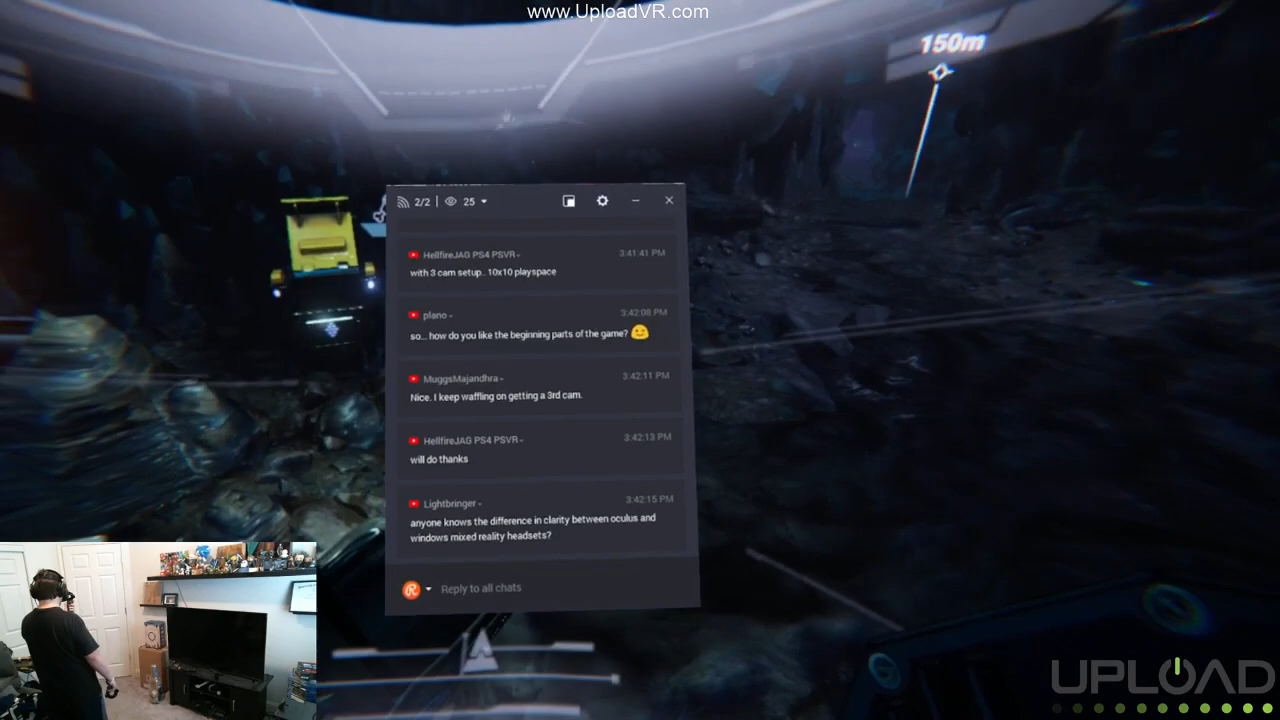 www.UploadVR.com
150m
2/2 | 25
HellfireJAG PS4 PSVR
3:41:41 PM
with 3 cam setup.. 10x10 playspace
plano
3:42:08 PM
so... how do you like the beginning parts of the game?
MuggsMajandhra
3:42:11 PM
Nice. I keep waffling on getting a 3rd cam.
HellfireJAG PS4 PSVR
3:42:13 PM
will do thanks
Lightbringer
3:42:15 PM
anyone knows the difference in clarity between oculus and
windows mixed reality headsets?
Reply to all chats
UPLOAD